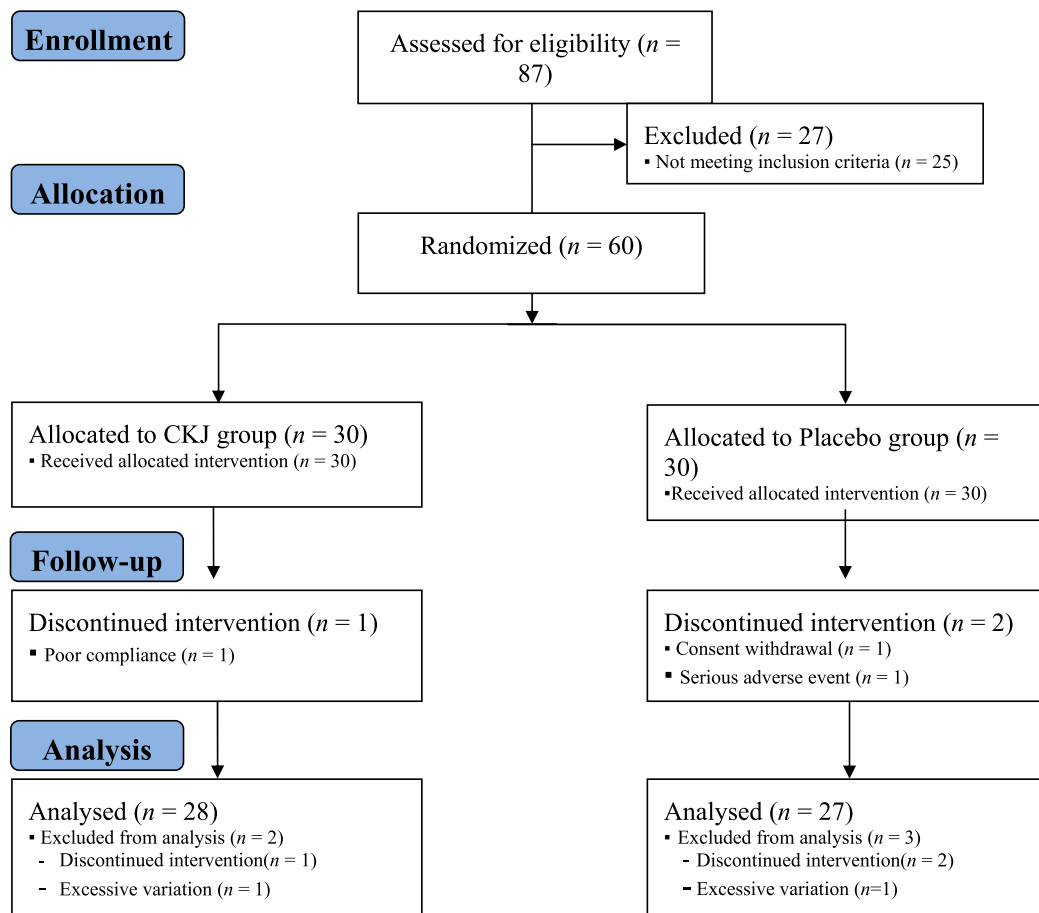 Enrollment
Assessed for eligibility (n =
87)
Excluded (n = 27)
▪ Not meeting inclusion criteria (n = 25)
Allocation
Randomized (n = 60)
Allocated to CKJ group (n = 30)
▪ Received allocated intervention (n = 30)
Allocated to Placebo group (n =
30)
▪Received allocated intervention (n = 30)
Follow-up
Discontinued intervention (n = 1)
▪ Poor compliance (n = 1)
Discontinued intervention (n = 2)
▪ Consent withdrawal (n = 1)
▪ Serious adverse event (n = 1)
Analysis
Analysed (n = 28)
▪ Excluded from analysis (n = 2)
- Discontinued intervention(n = 1)
- Excessive variation (n = 1)
Analysed (n = 27)
▪ Excluded from analysis (n = 3)
- Discontinued intervention(n = 2)
- Excessive variation (n=1)